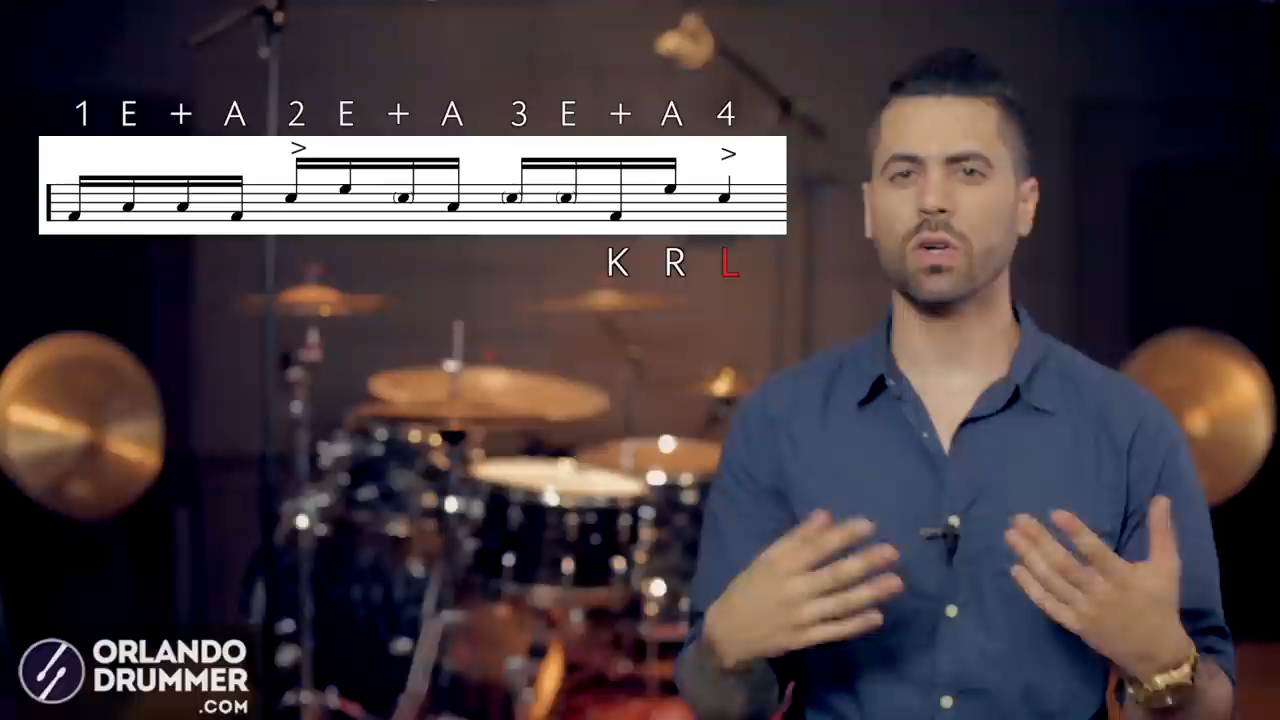 1 E + A 2 E + A 3 E + A 4
K R L
ORLANDO
DRUMMER
.COM